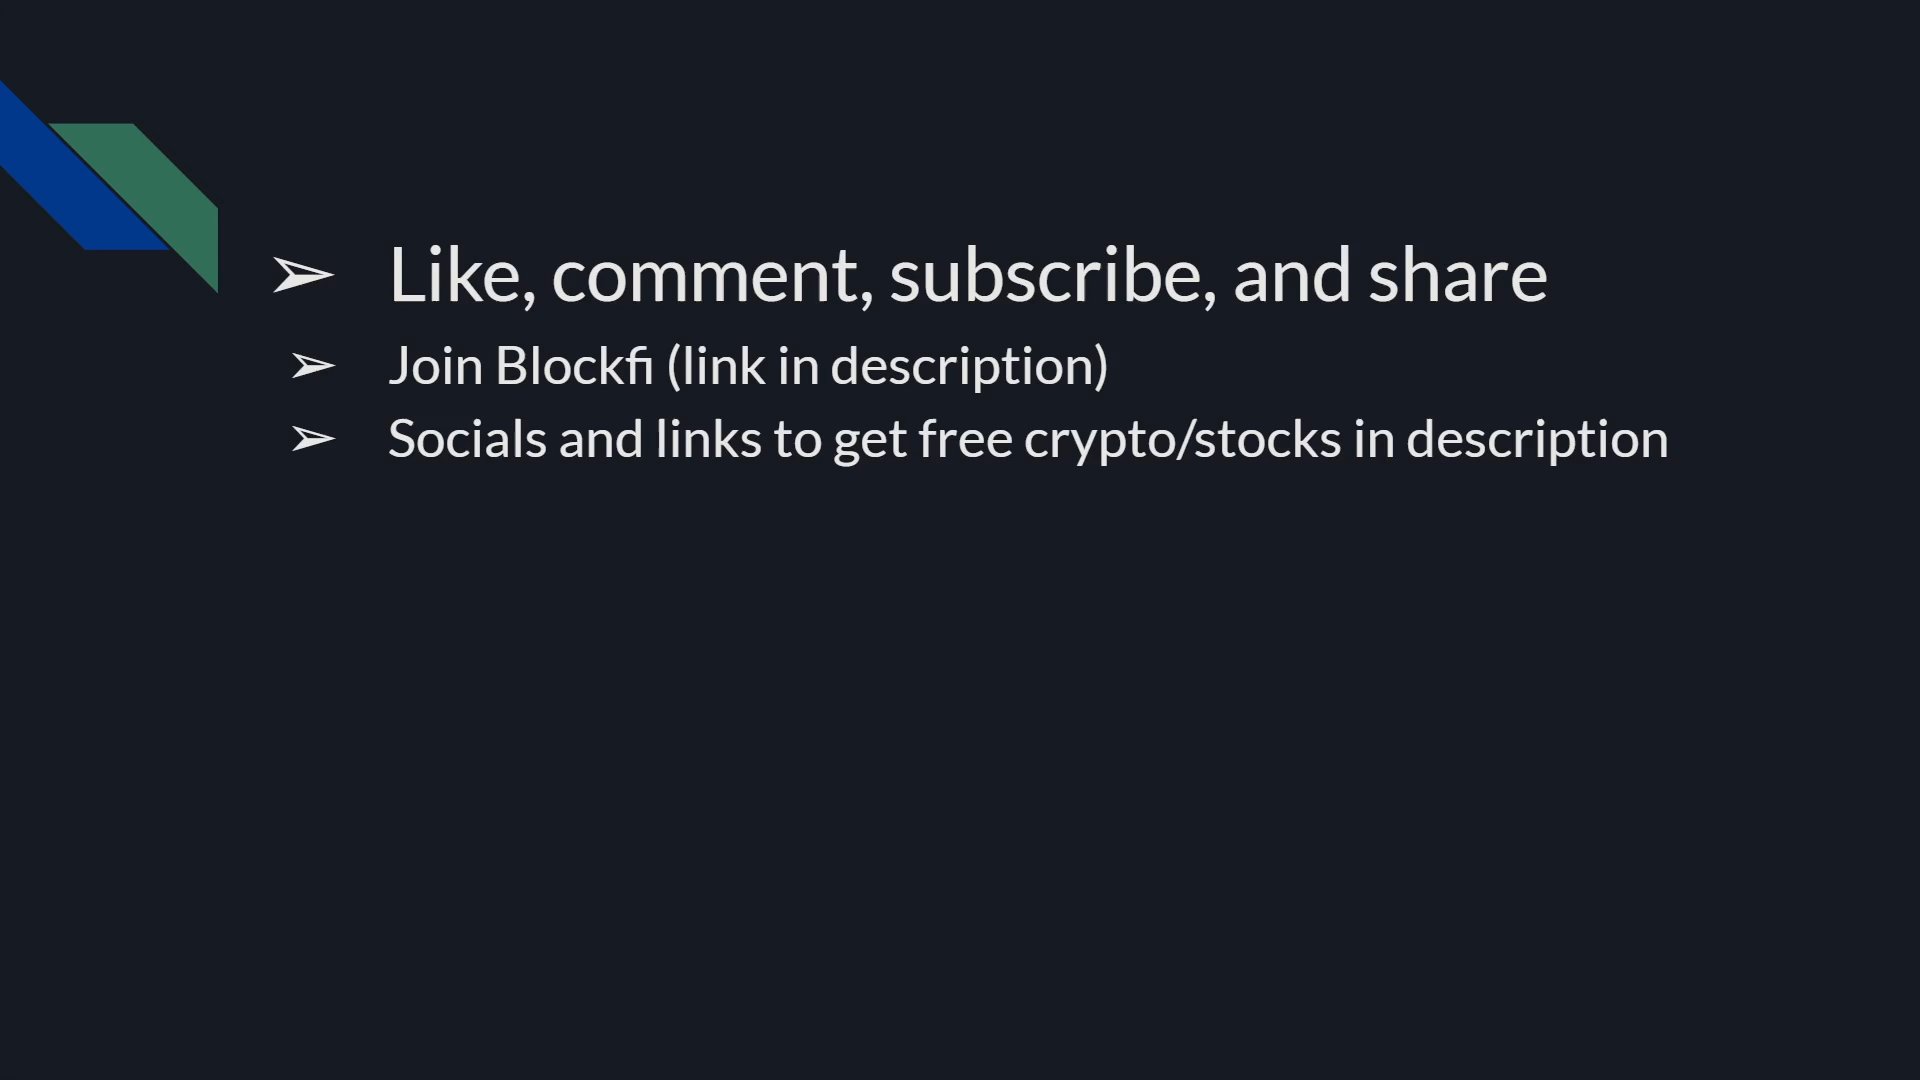 ➢ Like, comment, subscribe, and share
➢ Join Blockfi (link in description)
➢ Socials and links to get free crypto/stocks in description